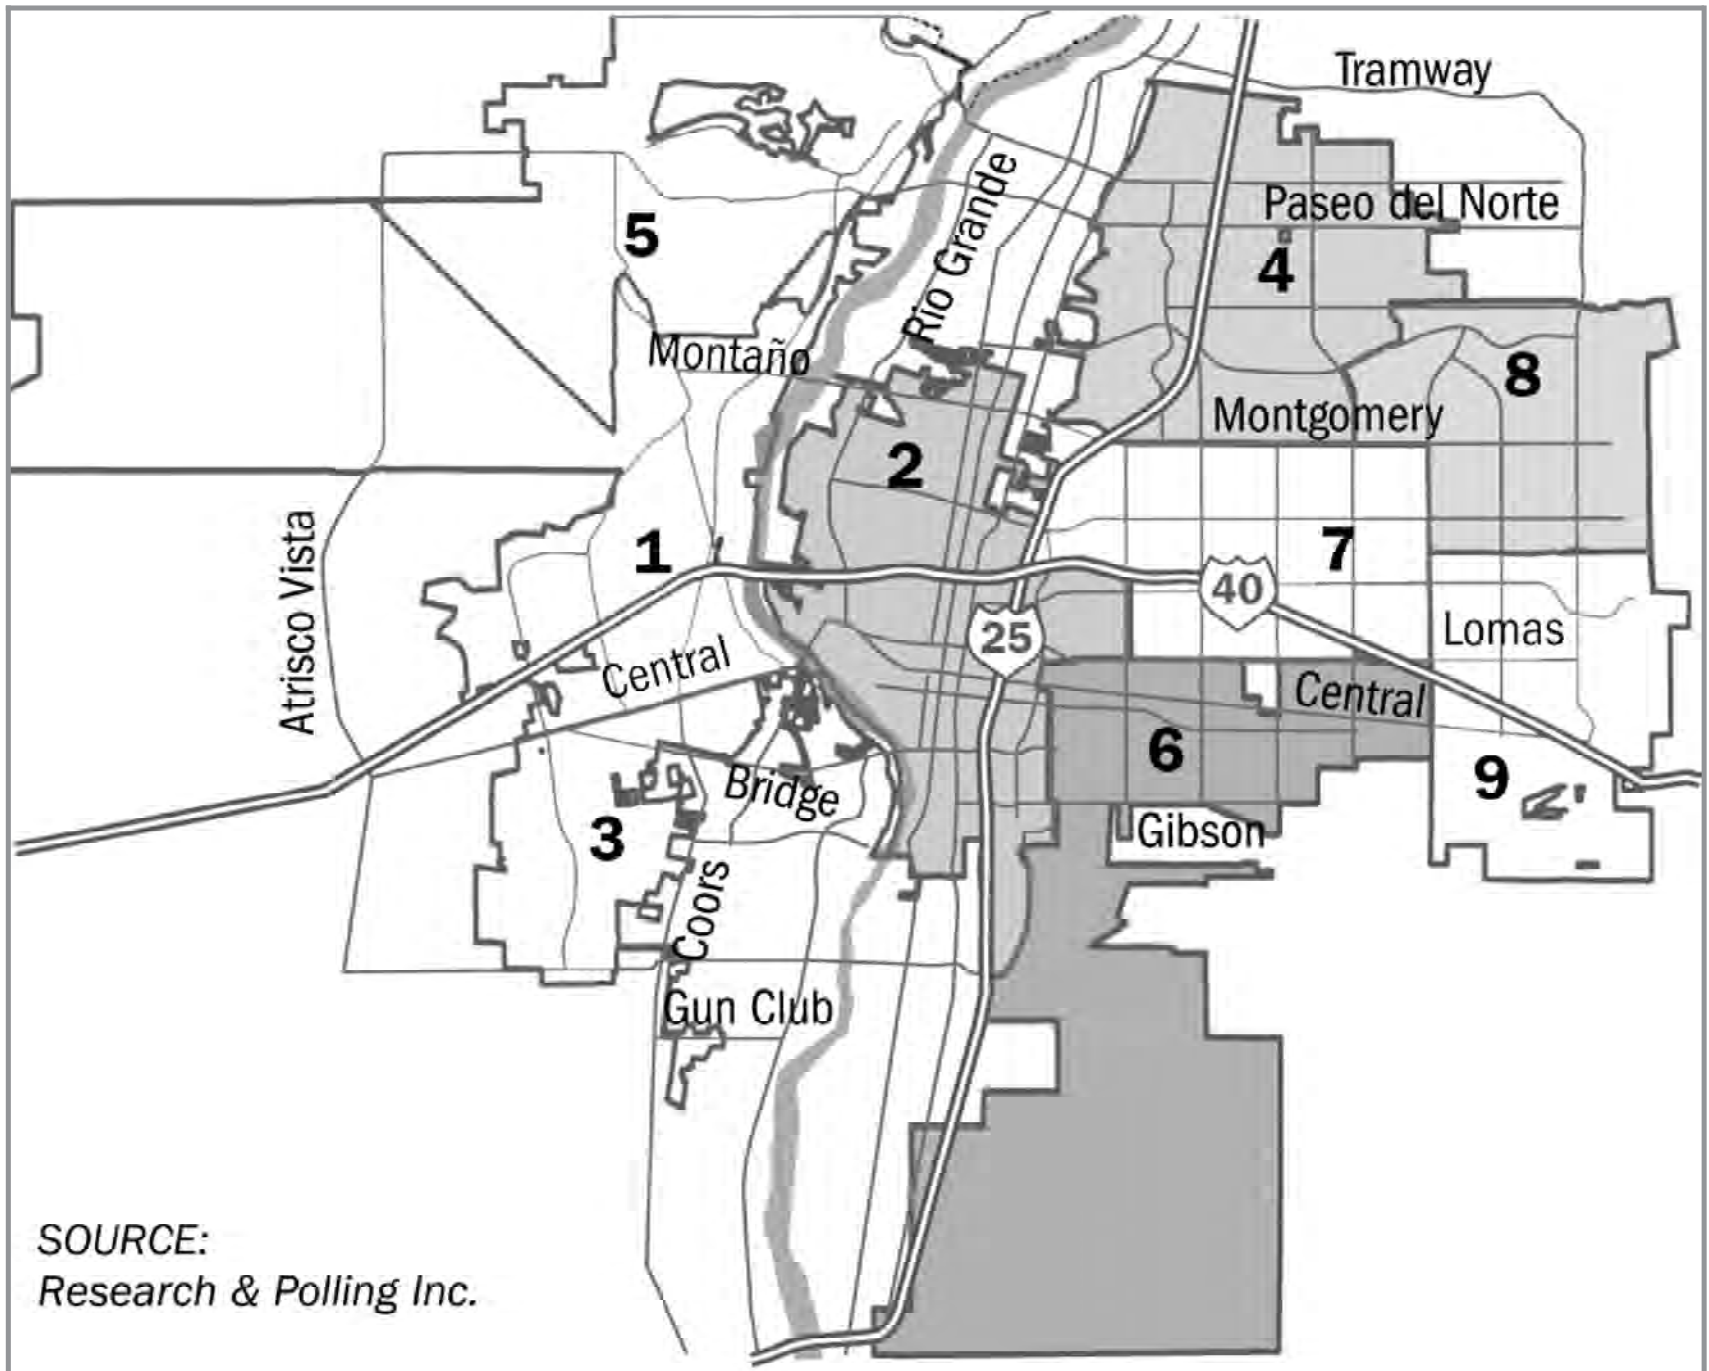 Tramway
Paseo del Norte
5
Rio Grande
4
Montaño
8
Montgomery
2
Atrisco Vista
1
7
40
25
Lomas
Central
Central
6
Bridge
9
3
Gibson
Coors
Gun Club
SOURCE:
Research & Polling Inc.